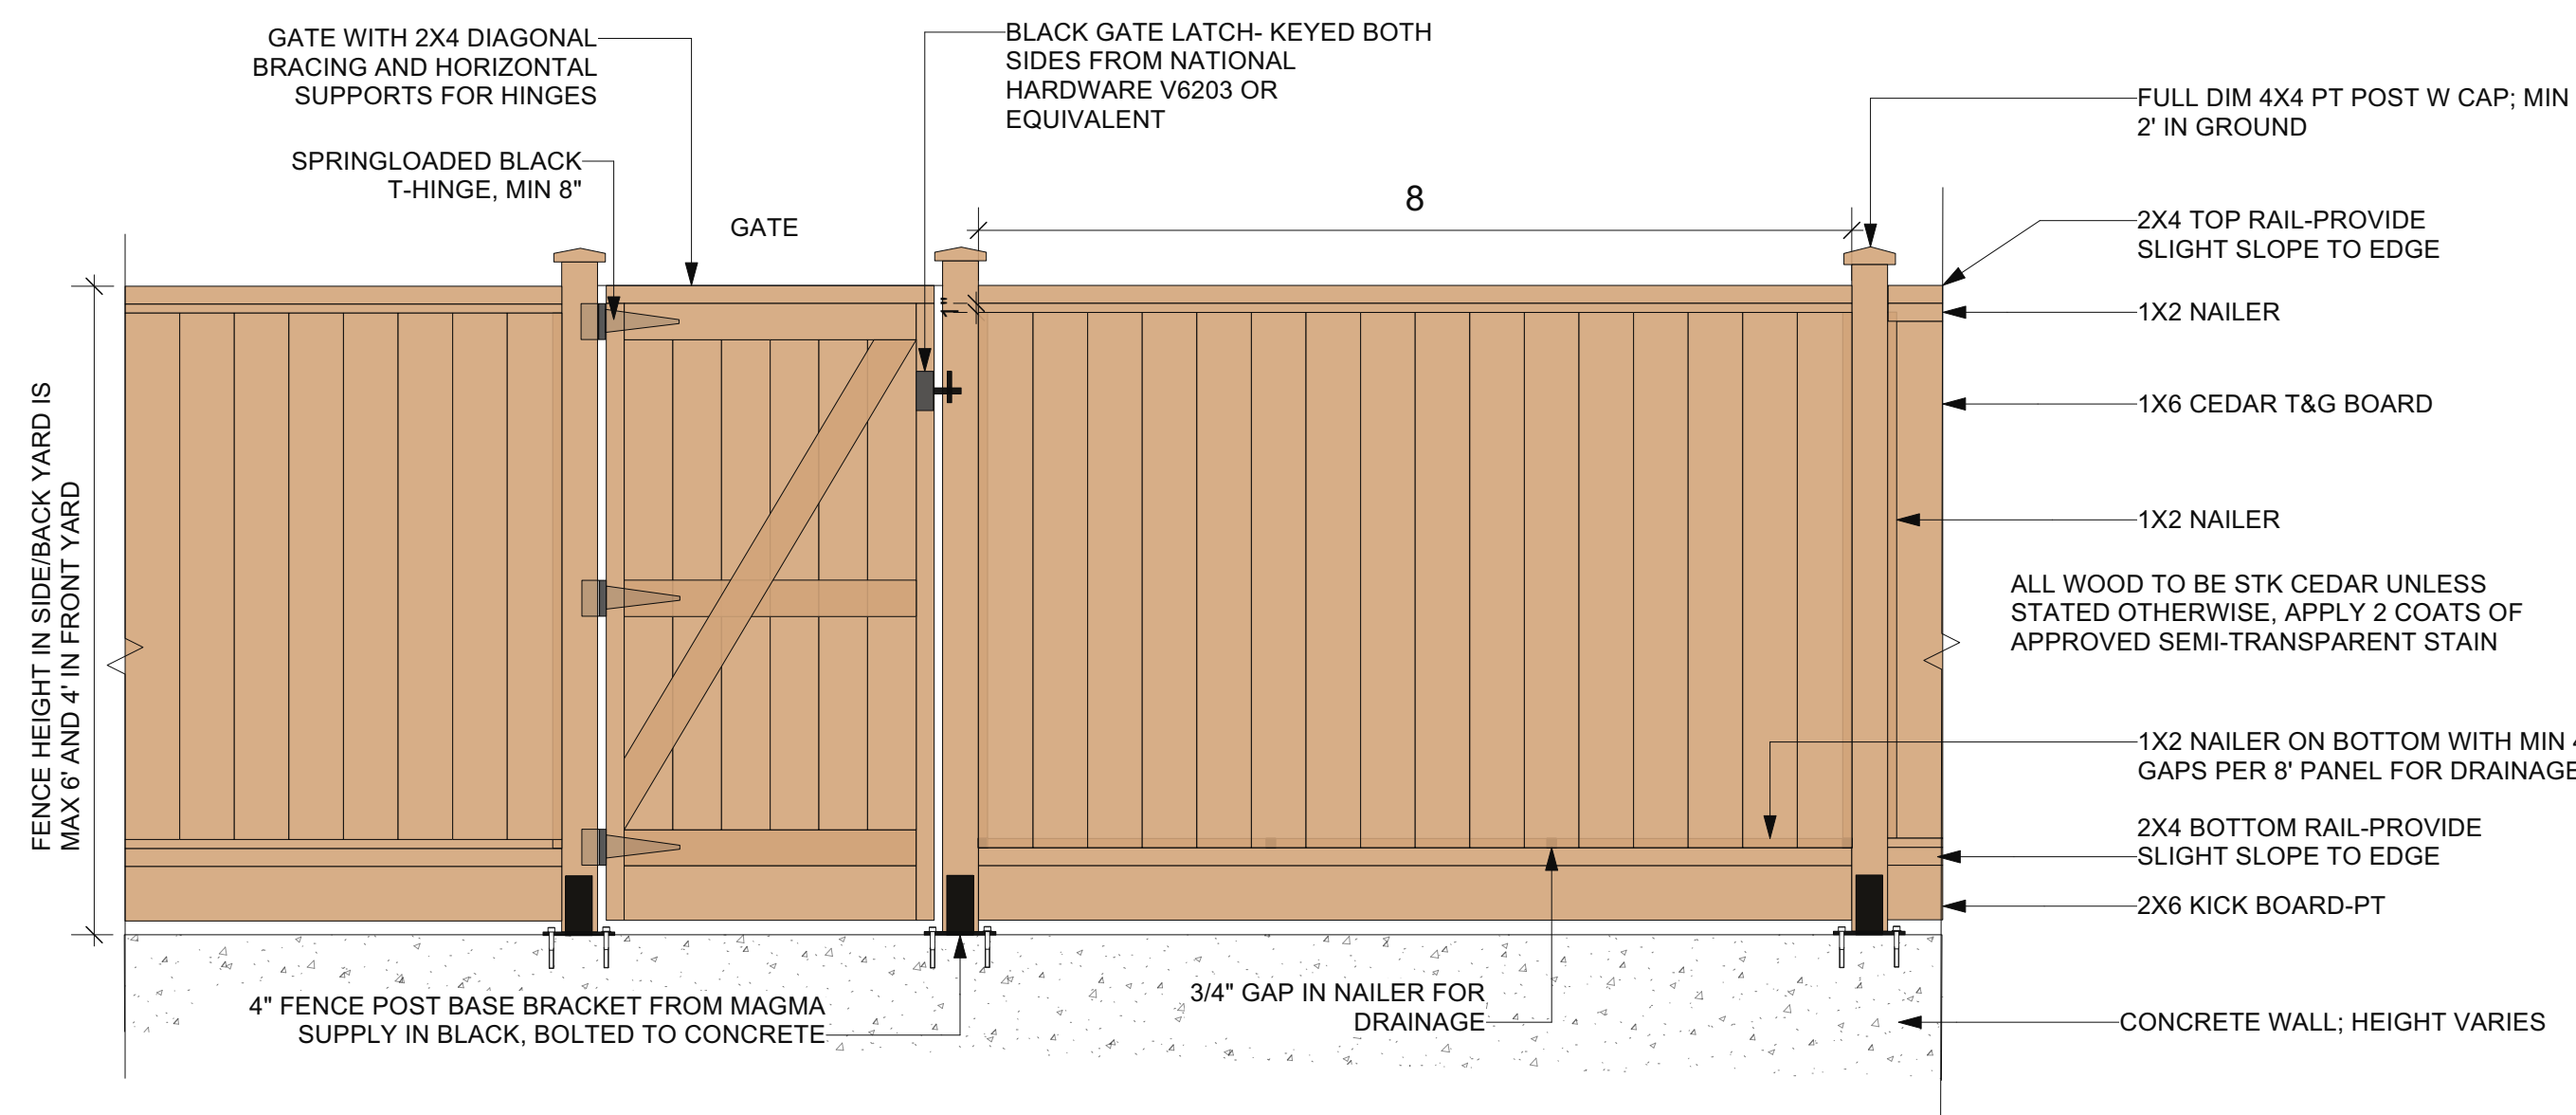 GATE WITH 2X4 DIAGONAL
BRACING AND HORIZONTAL
SUPPORTS FOR HINGES
SPRINGLOADED BLACK
T-HINGE, MIN 8"
GATE
BLACK GATE LATCH- KEYED BOTH
SIDES FROM NATIONAL
HARDWARE V6203 OR
EQUIVALENT
8
1"
FULL DIM 4X4 PT POST W CAP; MIN
2' IN GROUND
2X4 TOP RAIL-PROVIDE
SLIGHT SLOPE TO EDGE
1X2 NAILER
1X6 CEDAR T&G BOARD
1X2 NAILER
ALL WOOD TO BE STK CEDAR UNLESS
STATED OTHERWISE, APPLY 2 COATS OF
APPROVED SEMI-TRANSPARENT STAIN
1X2 NAILER ON BOTTOM WITH MIN 4
GAPS PER 8' PANEL FOR DRAINAGE
2X4 BOTTOM RAIL-PROVIDE
SLIGHT SLOPE TO EDGE
2X6 KICK BOARD-PT
CONCRETE WALL; HEIGHT VARIES
FENCE HEIGHT IN SIDE/BACK YARD IS
MAX 6' AND 4' IN FRONT YARD
4" FENCE POST BASE BRACKET FROM MAGMA
SUPPLY IN BLACK, BOLTED TO CONCRETE
3/4" GAP IN NAILER FOR
DRAINAGE